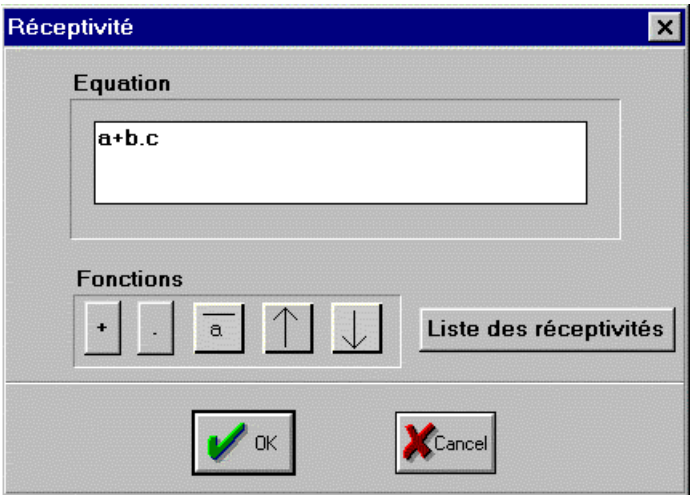 Réceptivité
Equation
a+b.c
Fonctions
+ . a ↑ ↓ Liste des réceptivités
OK Cancel